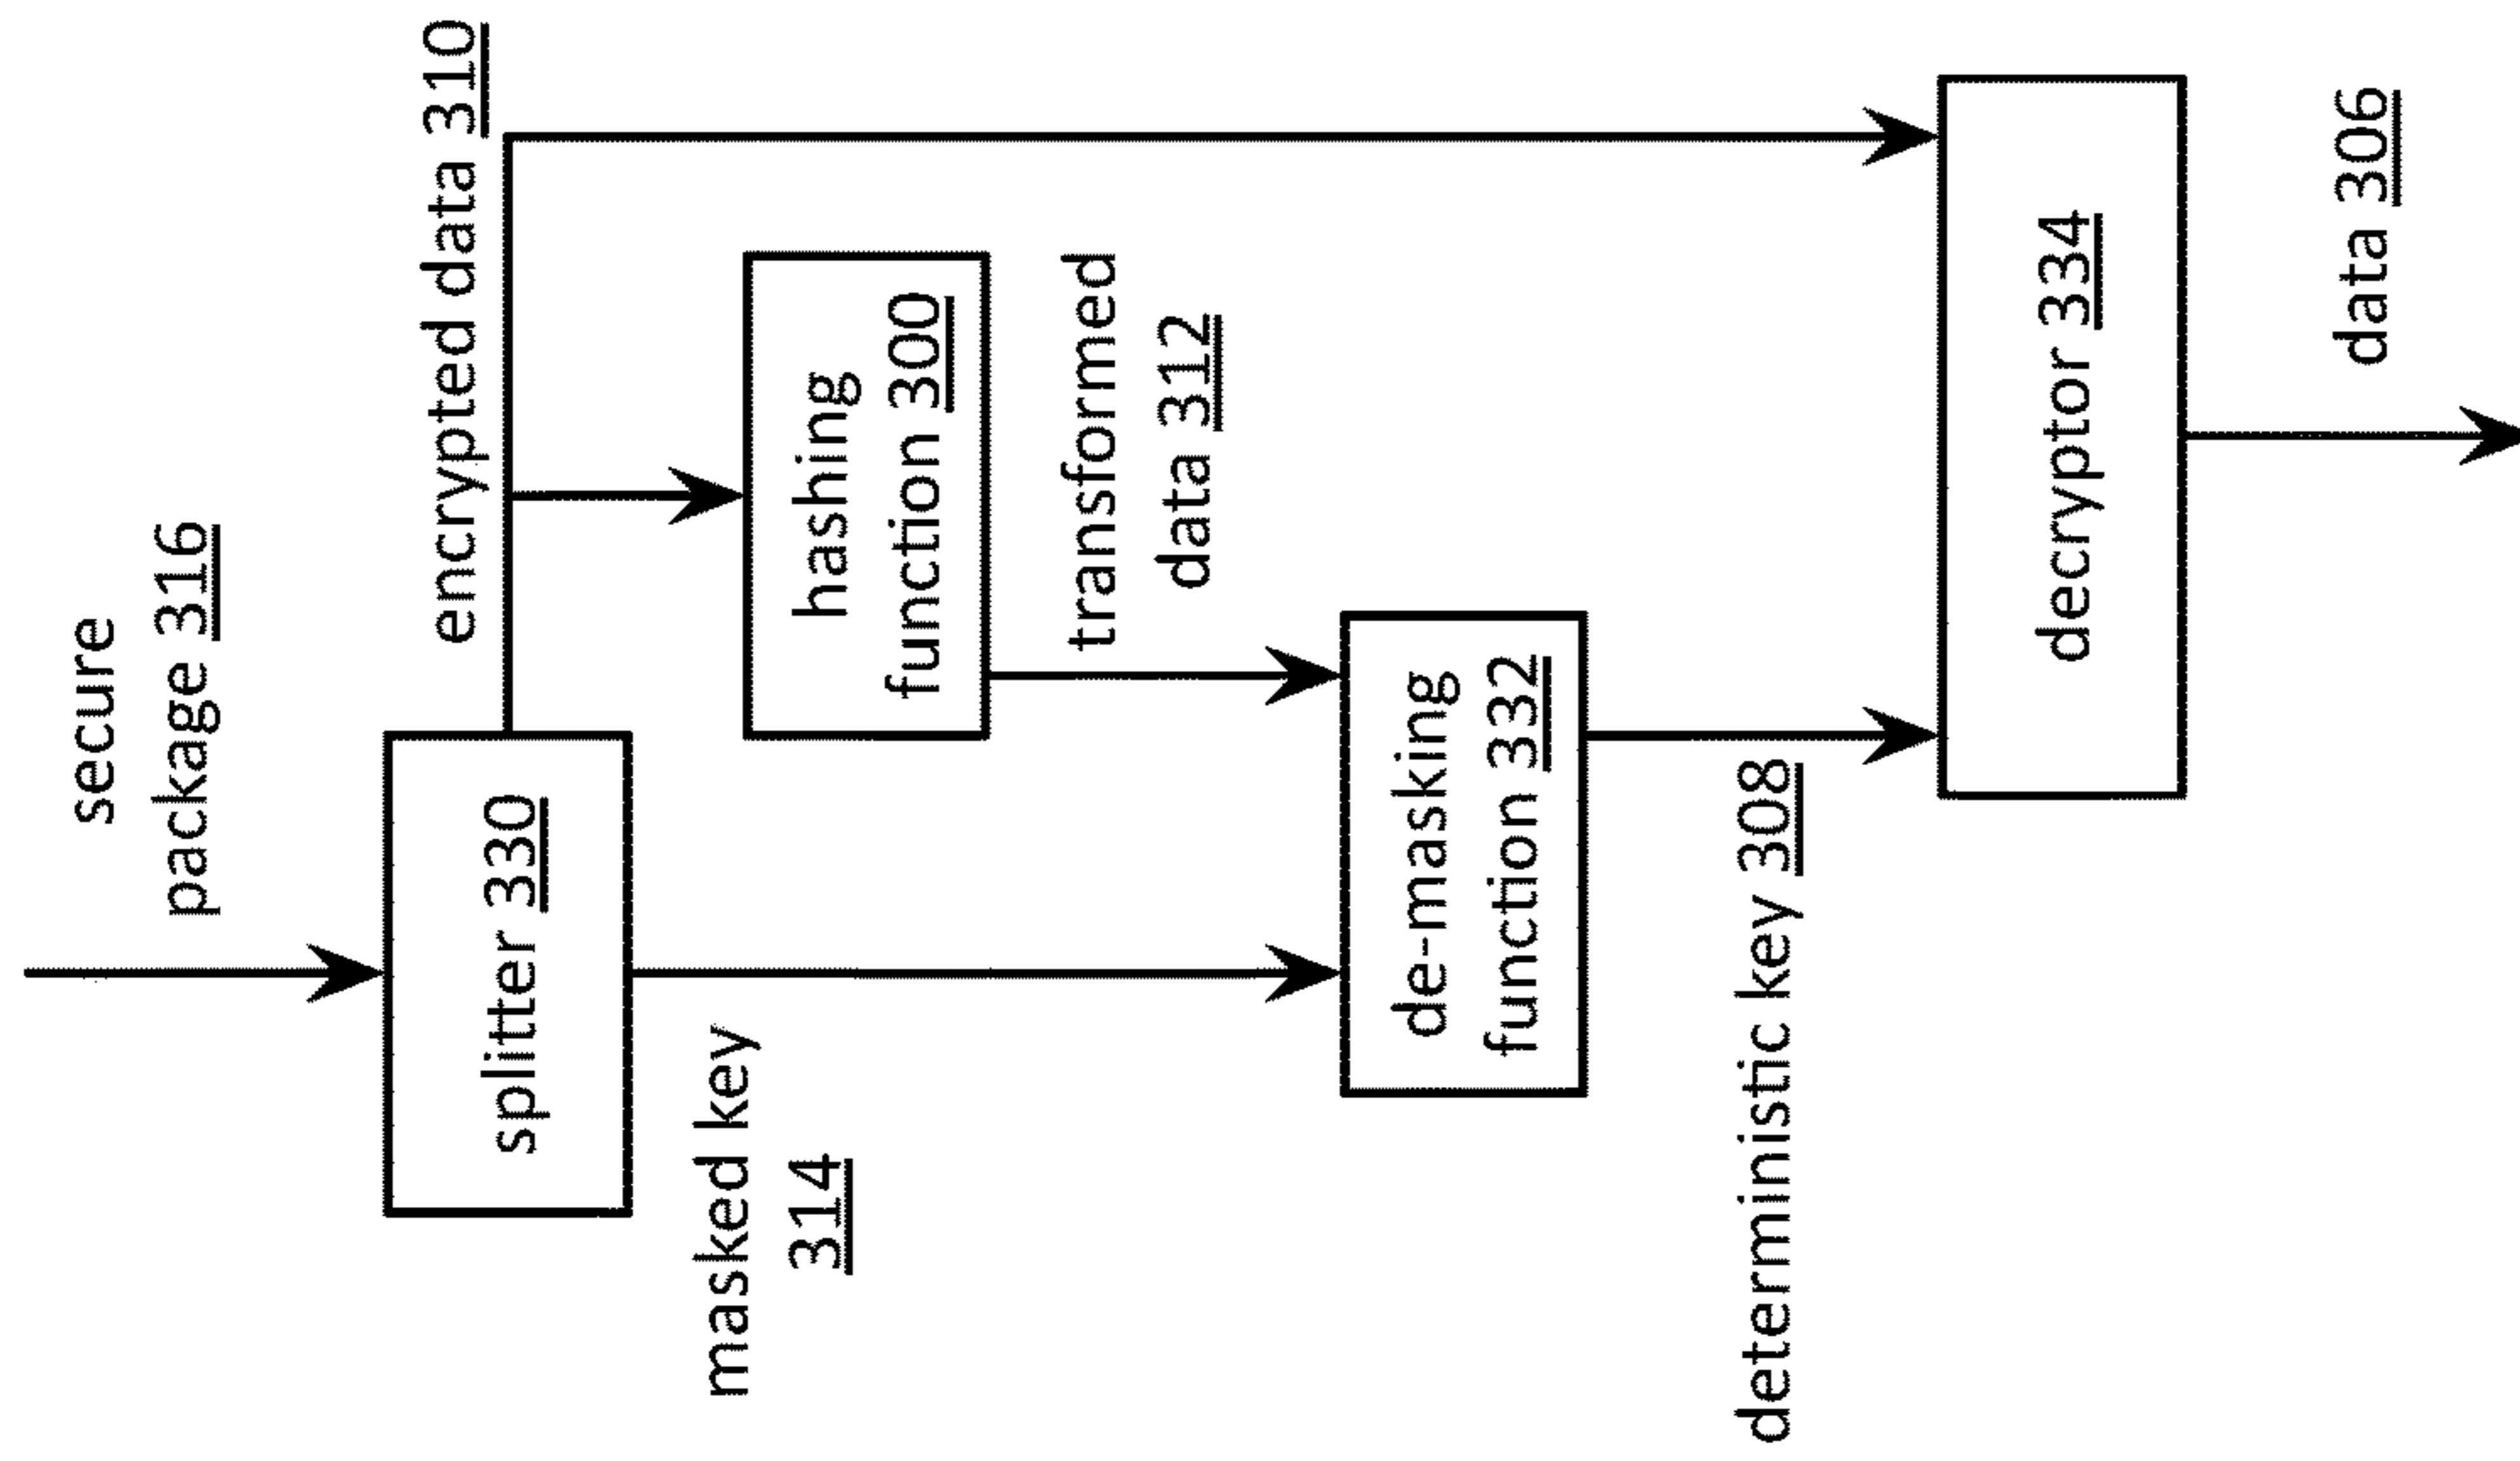 secure
package 316
splitter 330
encrypted data 310
masked key
314
hashing
function 300
transformed
data 312
de-masking
function 332
deterministic key 308
decryptor 334
data 306